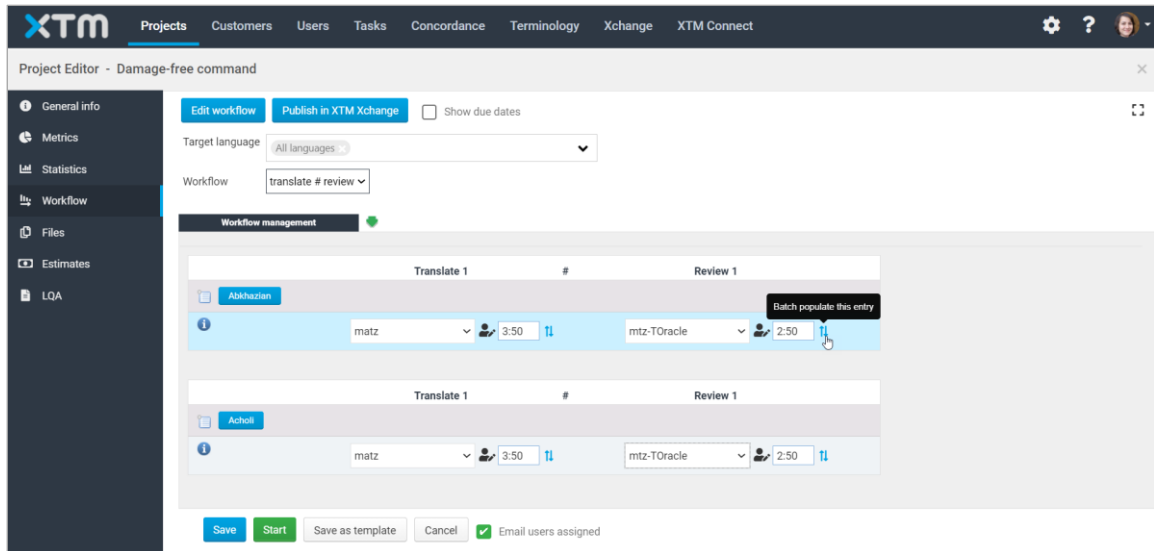 XTM Projects Customers Users Tasks Concordance Terminology Xchange XTM Connect
Project Editor - Damage-free command
General info
Metrics
Statistics
Workflow
Files
Estimates
LQA
Edit workflow Publish in XTM Xchange Show due dates
Target language All languages
Workflow translate # review
Workflow management
Translate 1 # Review 1
Abkhazian
Batch populate this entry
matz 3:50 mtz-TOracle 2:50
Translate 1 # Review 1
Acholi
matz 3:50 mtz-TOracle 2:50
Save Start Save as template Cancel Email users assigned